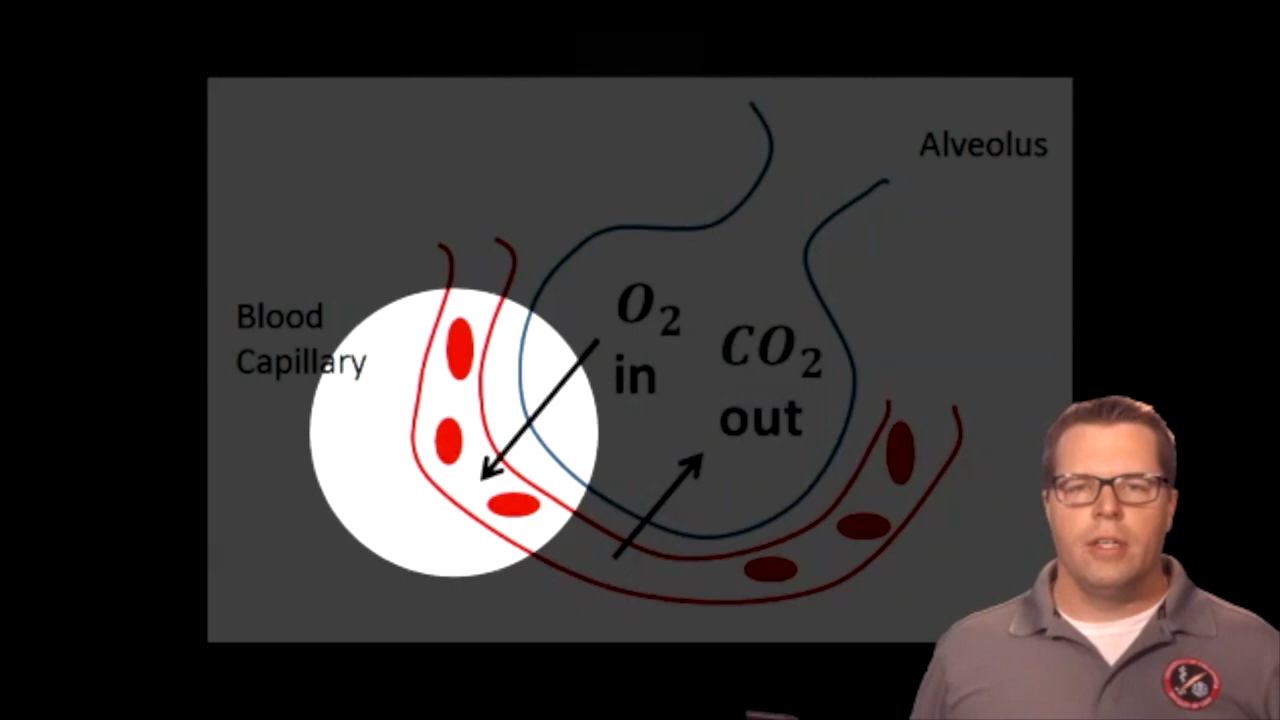 Alveolus
Blood
Capillary
O₂
in
CO₂
out